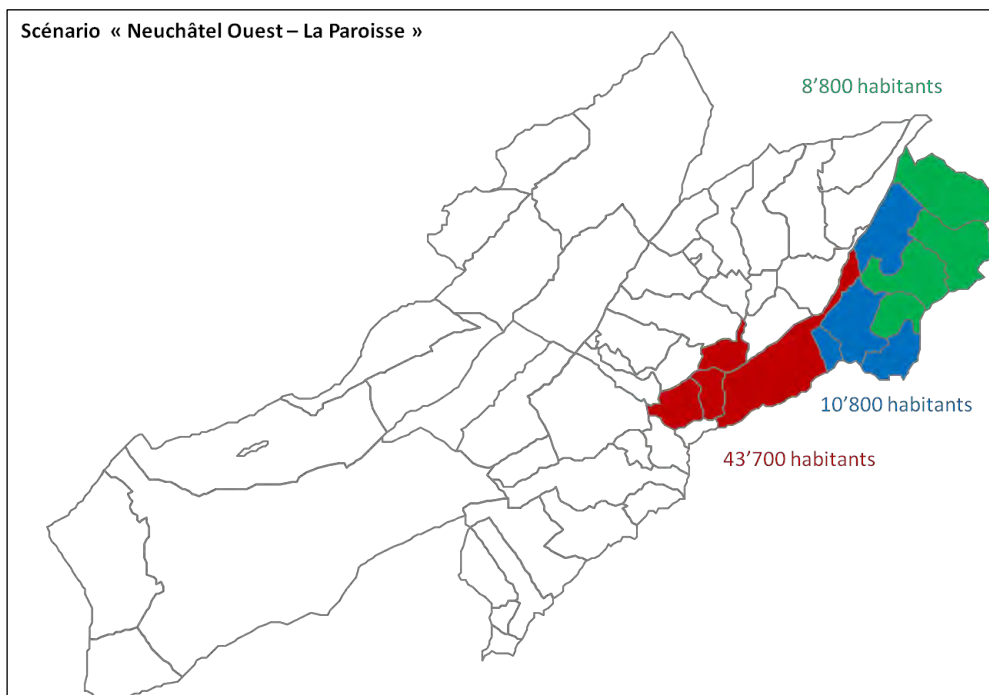 Scénario « Neuchâtel Ouest – La Paroisse »
8’800 habitants
10’800 habitants
43’700 habitants